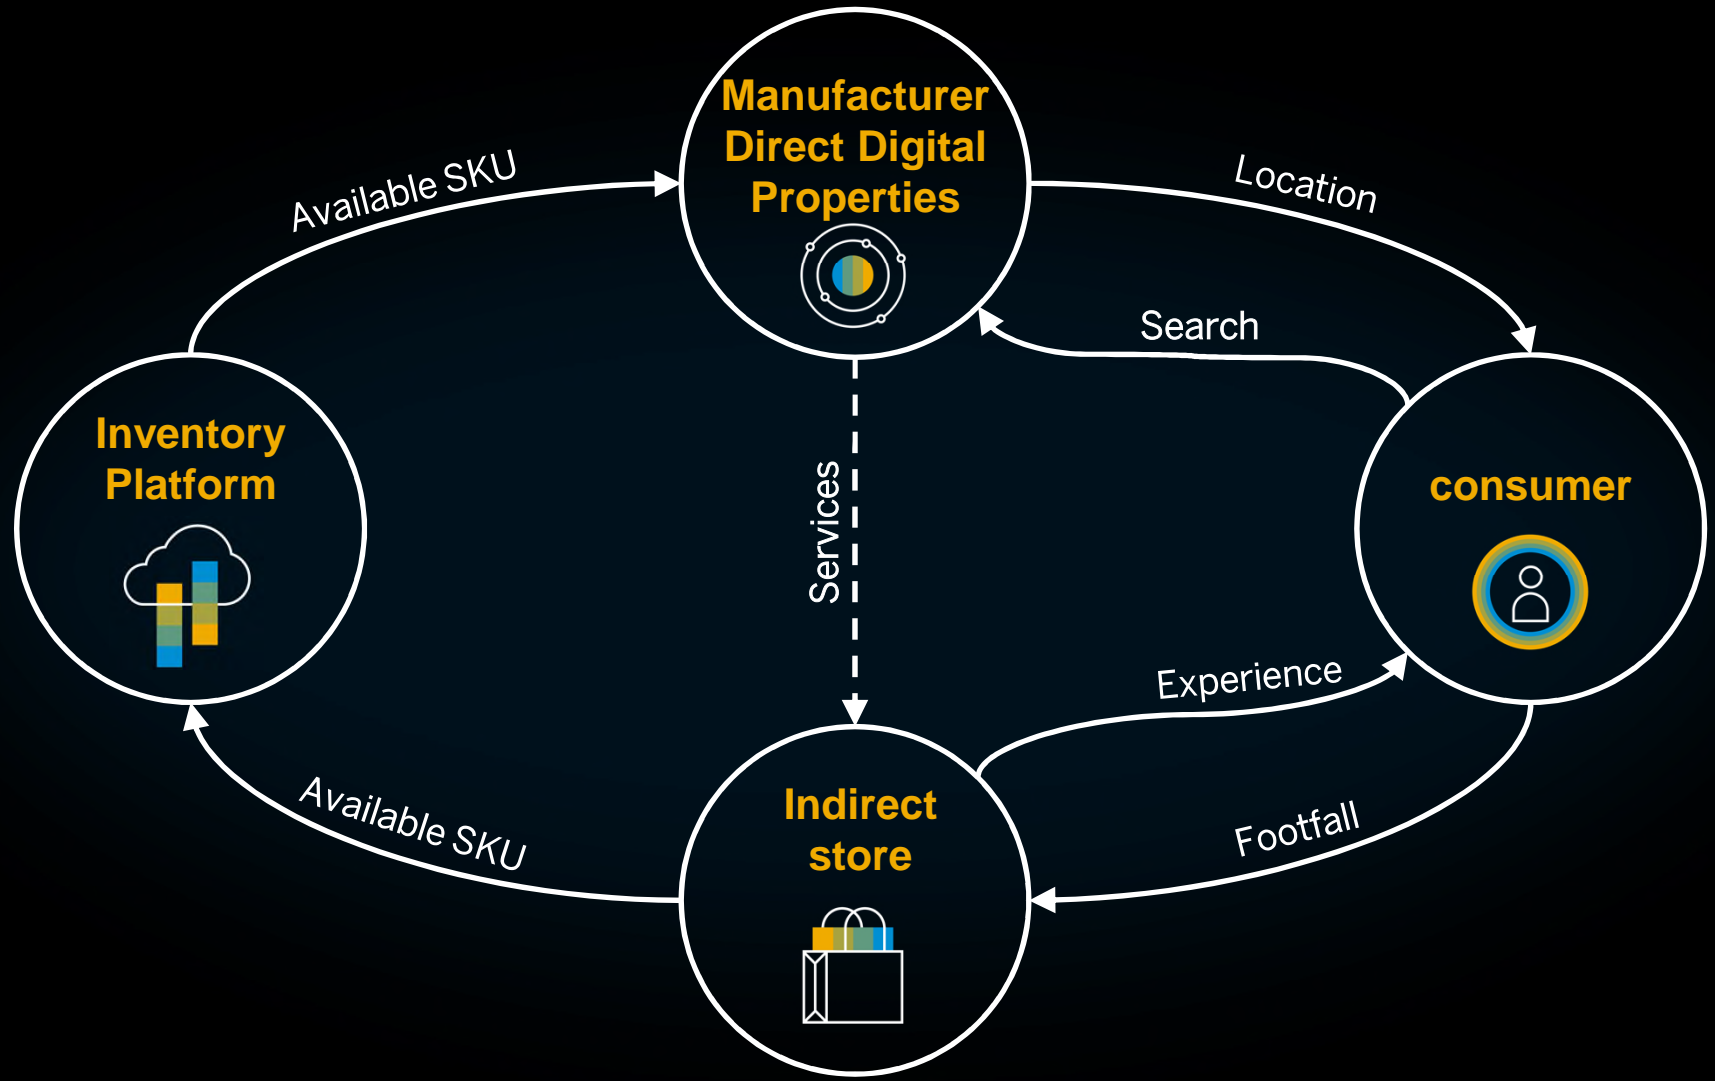 Manufacturer
Direct Digital
Properties
Available SKU
Location
Search
Inventory
Platform
consumer
Services
Experience
Available SKU
Indirect
store
Footfall